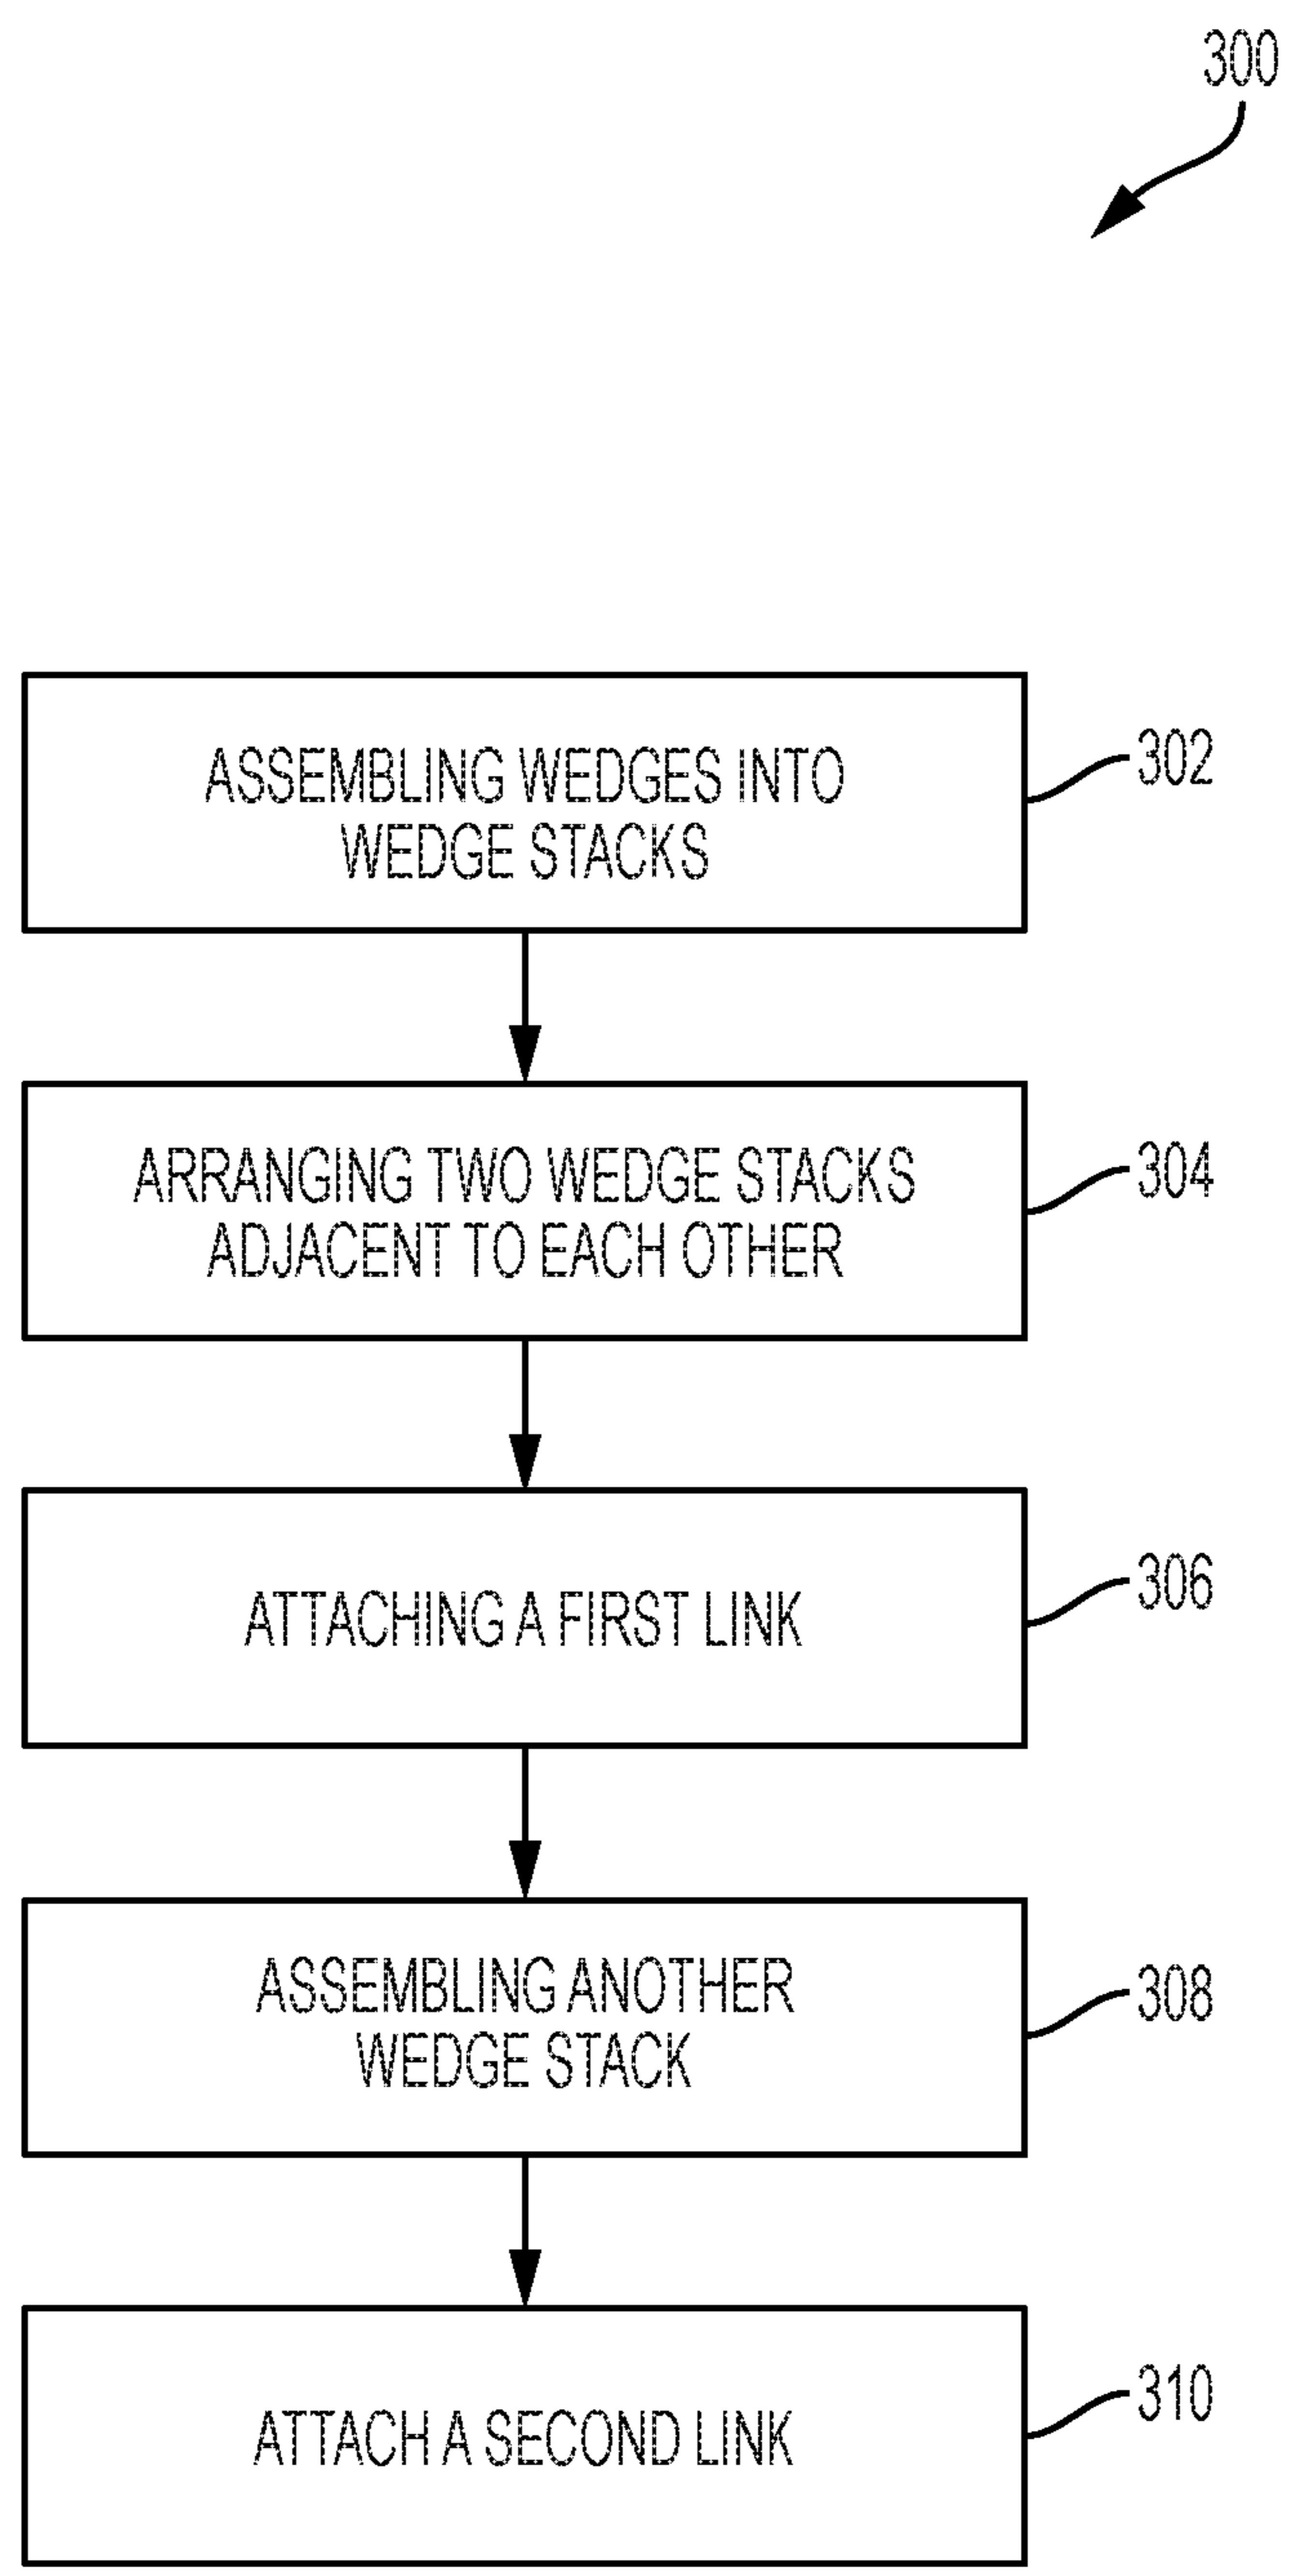 300
ASSEMBLING WEDGES INTO
WEDGE STACKS
302
ARRANGING TWO WEDGE STACKS
ADJACENT TO EACH OTHER
304
ATTACHING A FIRST LINK
306
ASSEMBLING ANOTHER
WEDGE STACK
308
ATTACH A SECOND LINK
310